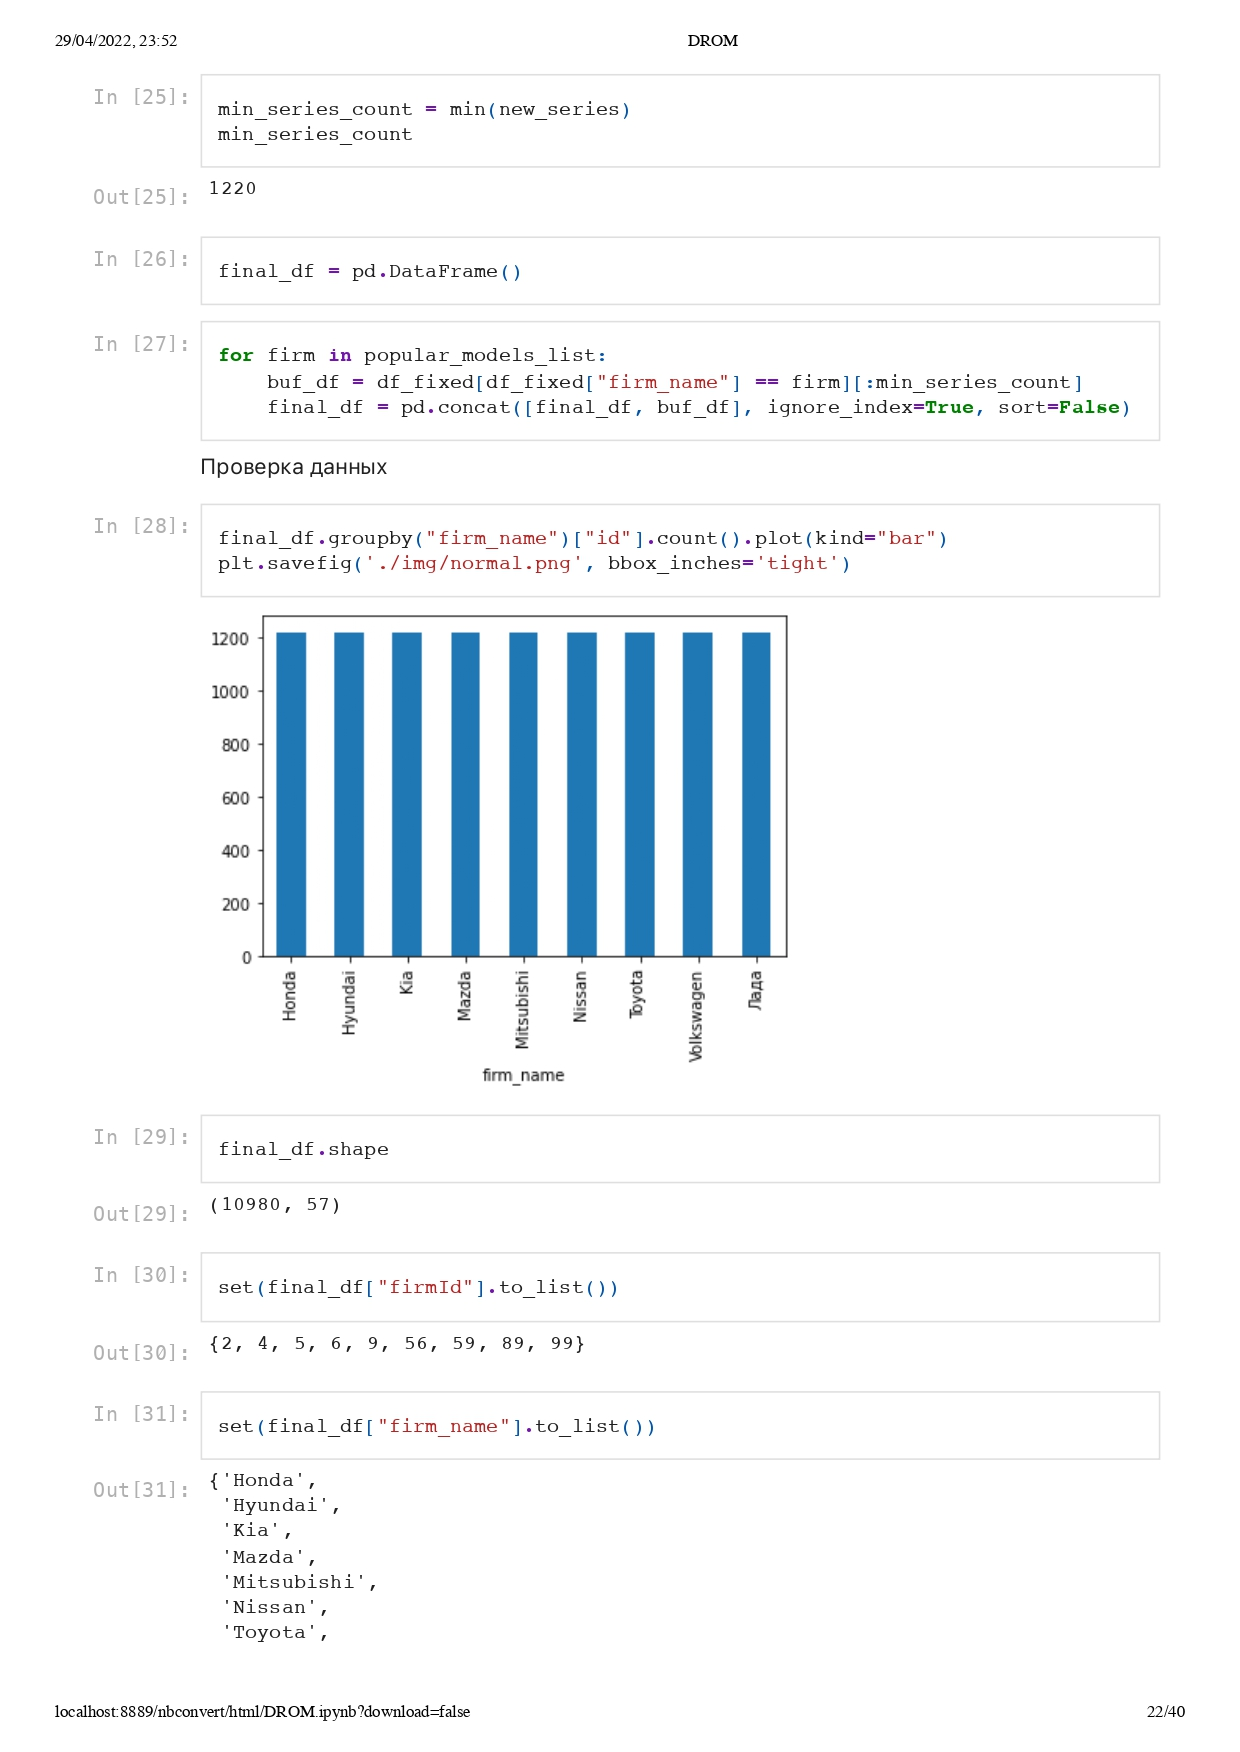 29/04/2022, 23:52 DROM
In [25]:
min_series_count = min(new_series)
min_series_count
Out[25]: 1220
In [26]:
final_df = pd.DataFrame()
In [27]:
for firm in popular_models_list:
    buf_df = df_fixed[df_fixed["firm_name"] == firm][:min_series_count]
    final_df = pd.concat([final_df, buf_df], ignore_index=True, sort=False)
Проверка данных
In [28]:
final_df.groupby("firm_name")["id"].count().plot(kind="bar")
plt.savefig('./img/normal.png', bbox_inches='tight')
1200
1000
800
600
400
200
0
Honda Hyundai Kia Mazda Mitsubishi Nissan Toyota Volkswagen Лада
firm_name
In [29]:
final_df.shape
Out[29]: (10980, 57)
In [30]:
set(final_df["firmId"].to_list())
Out[30]: {2, 4, 5, 6, 9, 56, 59, 89, 99}
In [31]:
set(final_df["firm_name"].to_list())
Out[31]: {'Honda',
 'Hyundai',
 'Kia',
 'Mazda',
 'Mitsubishi',
 'Nissan',
 'Toyota',
localhost:8889/nbconvert/html/DROM.ipynb?download=false 22/40